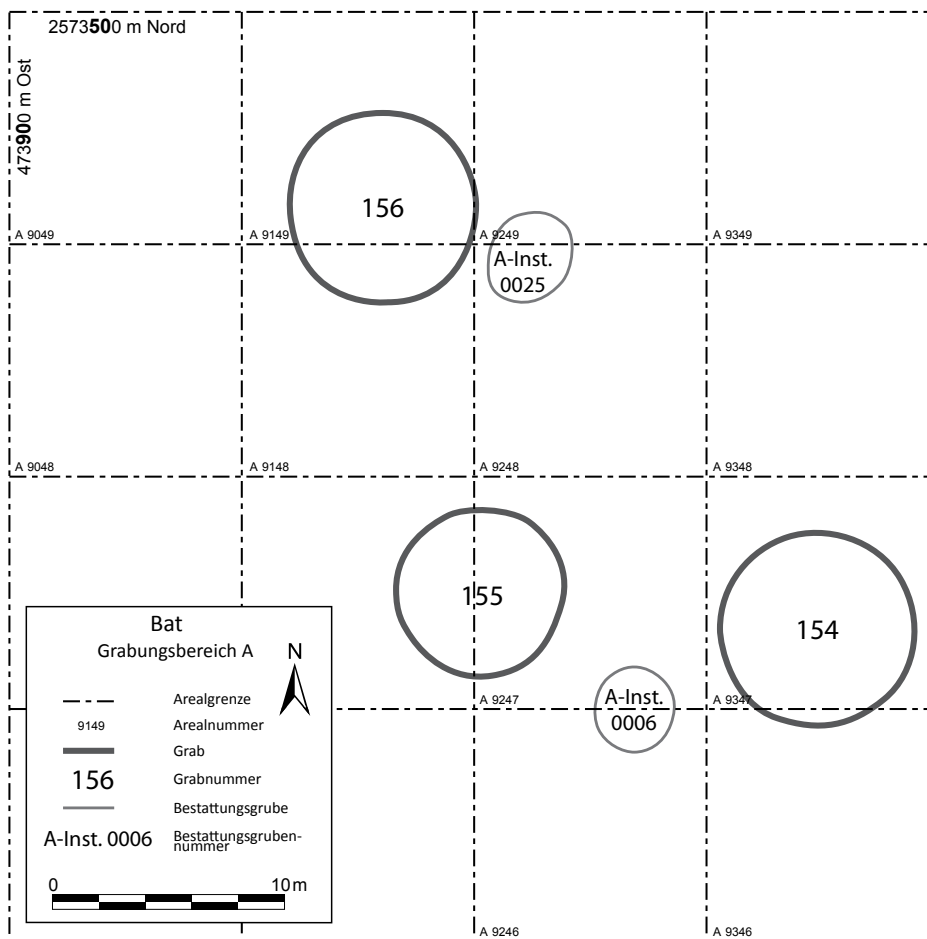 2573500 m Nord
473900 m Ost
156
A 9049
A 9149
A 9249
A 9349
A-Inst.
0025
A 9048
A 9148
A 9248
A 9348
155
154
A-Inst.
0006
A 9247
A 9347
Bat
Grabungsbereich A
N
Arealgrenze
9149
Arealnummer
Grab
156
Grabnummer
Bestattungsgrube
A-Inst. 0006
Bestattungsgruben-
nummer
0
10 m
A 9246
A 9346